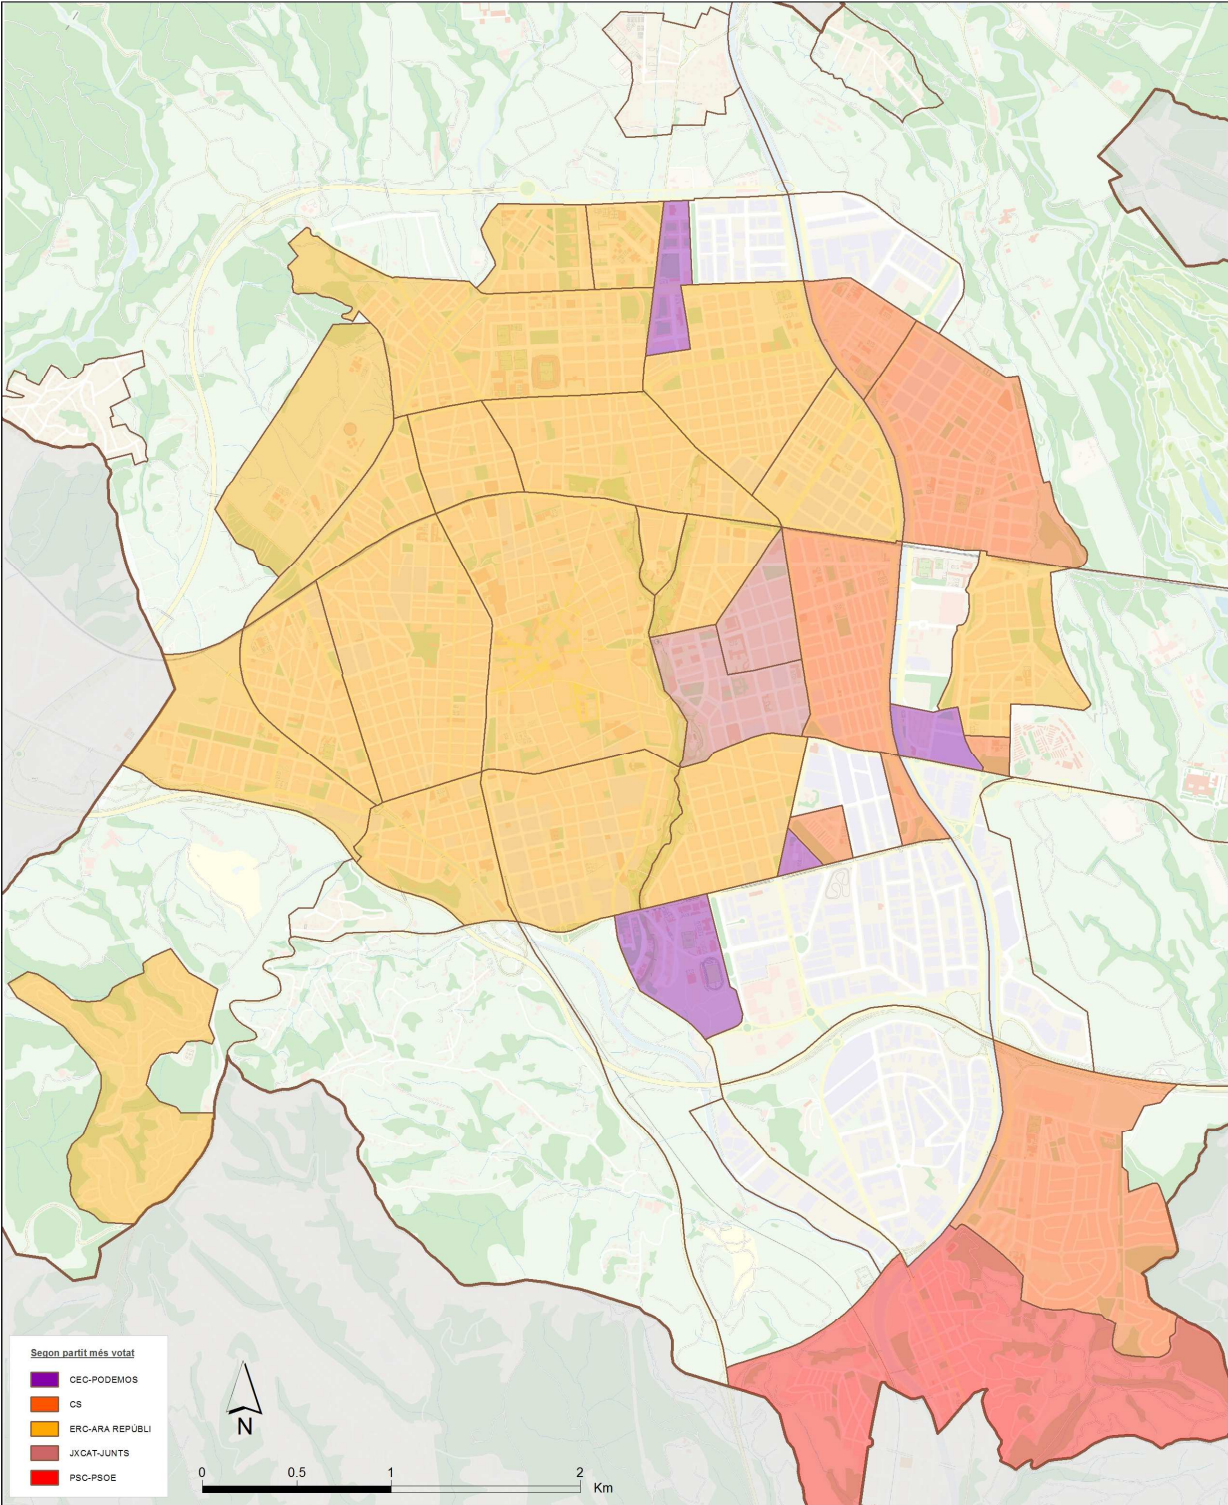 Segon partit més votat
CEC-PODEMOS
CS
ERC-ARA REPÚBLI
JXCAT-JUNTS
PSC-PSOE
N
0 0.5 1 2
Km